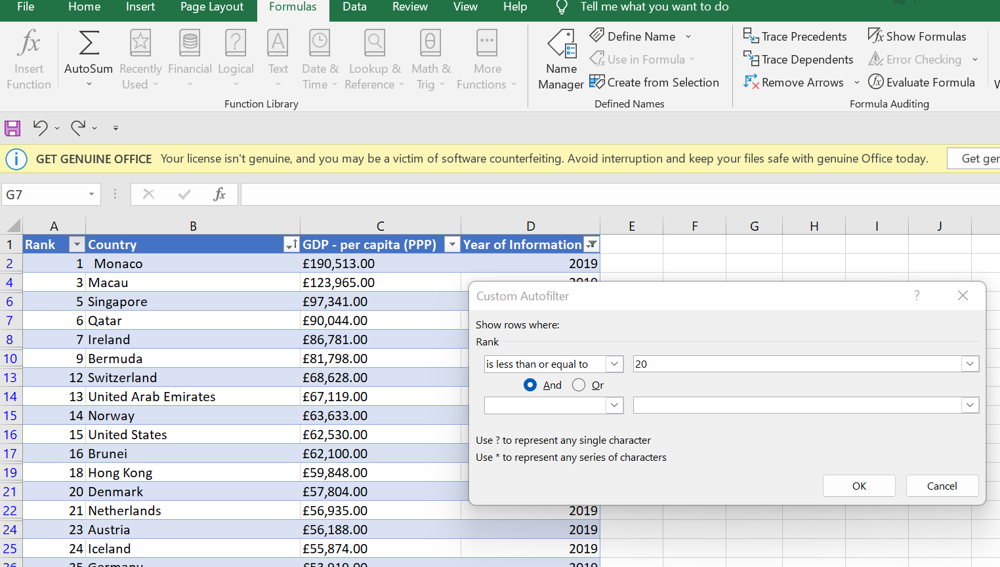 File Home Insert Page Layout Formulas Data Review View Help Tell me what you want to do
Insert Function
AutoSum
Recently Used
Financial
Logical
Text
Date & Time
Lookup & Reference
Math & Trig
More Functions
Function Library
Name Manager
Define Name
Use in Formula
Create from Selection
Defined Names
Trace Precedents
Trace Dependents
Remove Arrows
Show Formulas
Error Checking
Evaluate Formula
Formula Auditing
GET GENUINE OFFICE Your license isn't genuine, and you may be a victim of software counterfeiting. Avoid interruption and keep your files safe with genuine Office today. Get
G7 fx
A B C D E F G H I J
1 Rank Country GDP - per capita (PPP) Year of Information
2 1 Monaco £190,513.00 2019
4 3 Macau £123,965.00 2019
6 5 Singapore £97,341.00
7 6 Qatar £90,044.00
8 7 Ireland £86,781.00
10 9 Bermuda £81,798.00
13 12 Switzerland £68,628.00
14 13 United Arab Emirates £67,119.00
15 14 Norway £63,633.00
16 15 United States £62,530.00
17 16 Brunei £62,100.00
19 18 Hong Kong £59,848.00
21 20 Denmark £57,804.00
22 21 Netherlands £56,935.00 2019
24 23 Austria £56,188.00 2019
25 24 Iceland £55,874.00 2019
26 25 Germany £53,919.00 2019
Custom Autofilter ?
Show rows where:
Rank
is less than or equal to 20
And Or
Use ? to represent any single character
Use * to represent any series of characters
OK Cancel